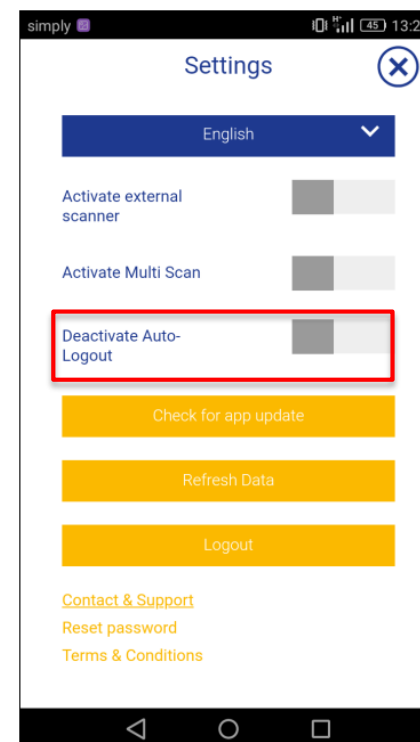 simply 45 13:2
Settings
English
Activate external
scanner
Activate Multi Scan
Deactivate Auto-
Logout
Check for app update
Refresh Data
Logout
Contact & Support
Reset password
Terms & Conditions